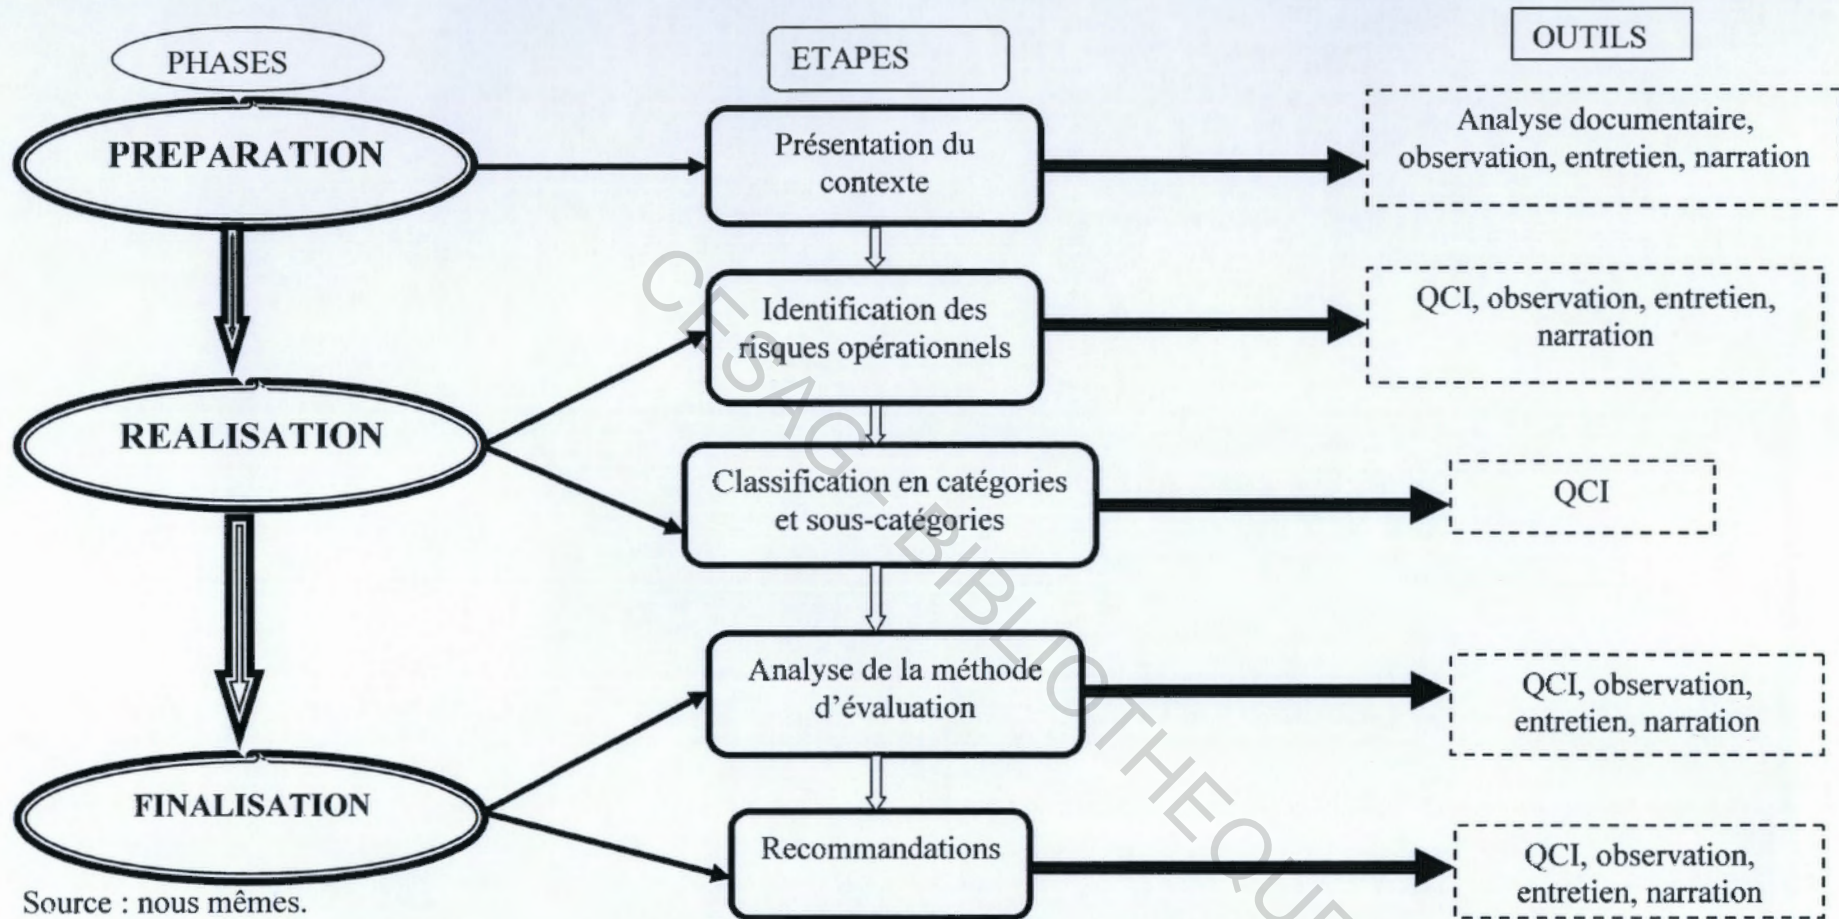 PHASES
ETAPES
OUTILS
PREPARATION
Présentation du
contexte
Analyse documentaire,
observation, entretien, narration
Identification des
risques opérationnels
QCI, observation, entretien,
narration
REALISATION
Classification en catégories
et sous-catégories
QCI
Analyse de la méthode
d’évaluation
QCI, observation,
entretien, narration
FINALISATION
Recommandations
QCI, observation,
entretien, narration
Source : nous mêmes.
CESAG - BIBLIOTHEQUE